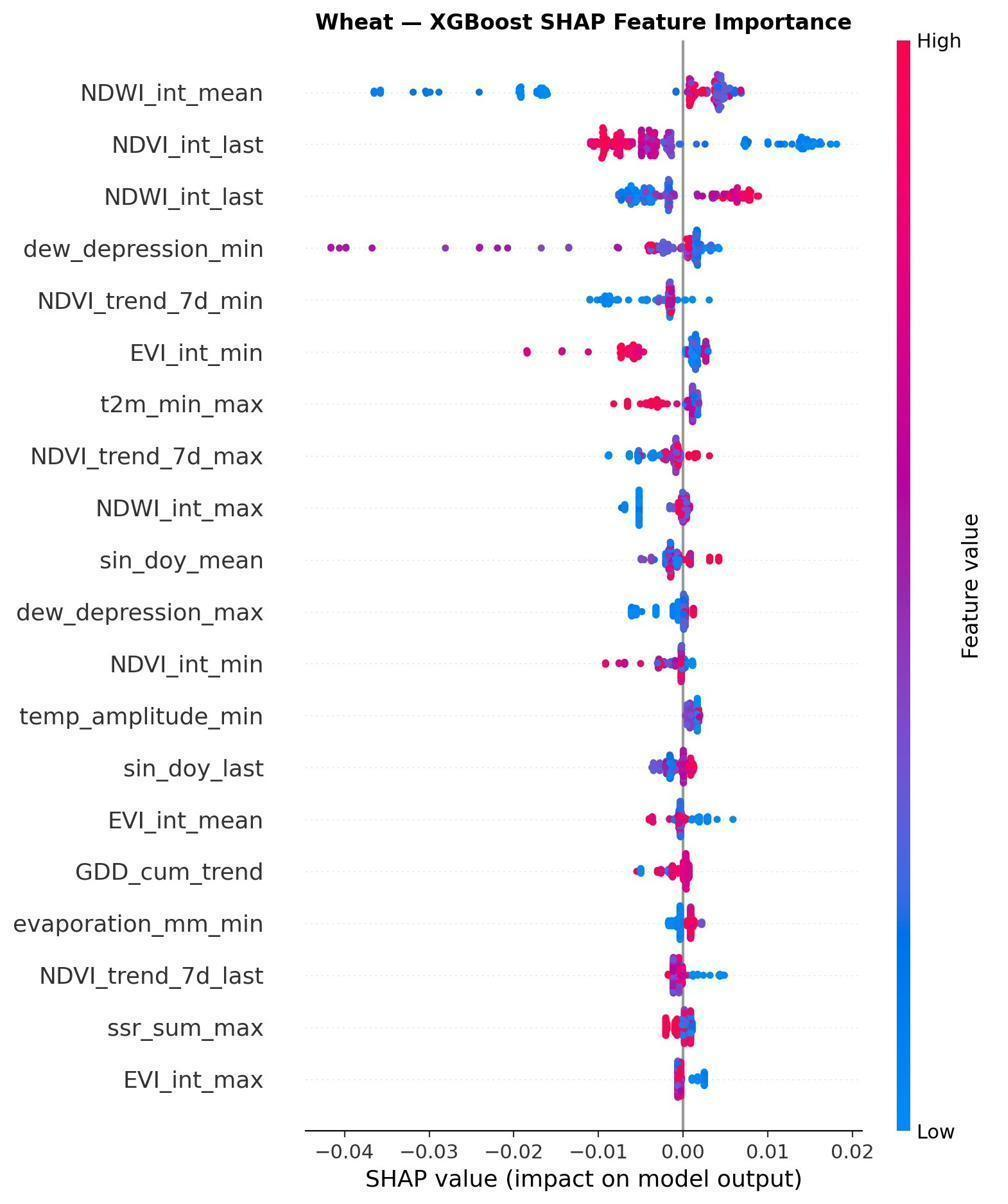 Wheat — XGBoost SHAP Feature Importance
High
NDWI_int_mean
NDVI_int_last
NDWI_int_last
dew_depression_min
NDVI_trend_7d_min
EVI_int_min
t2m_min_max
NDVI_trend_7d_max
NDWI_int_max
sin_doy_mean
dew_depression_max
NDVI_int_min
temp_amplitude_min
sin_doy_last
EVI_int_mean
GDD_cum_trend
evaporation_mm_min
NDVI_trend_7d_last
ssr_sum_max
EVI_int_max
Feature value
Low
−0.04 −0.03 −0.02 −0.01 0.00 0.01 0.02
SHAP value (impact on model output)